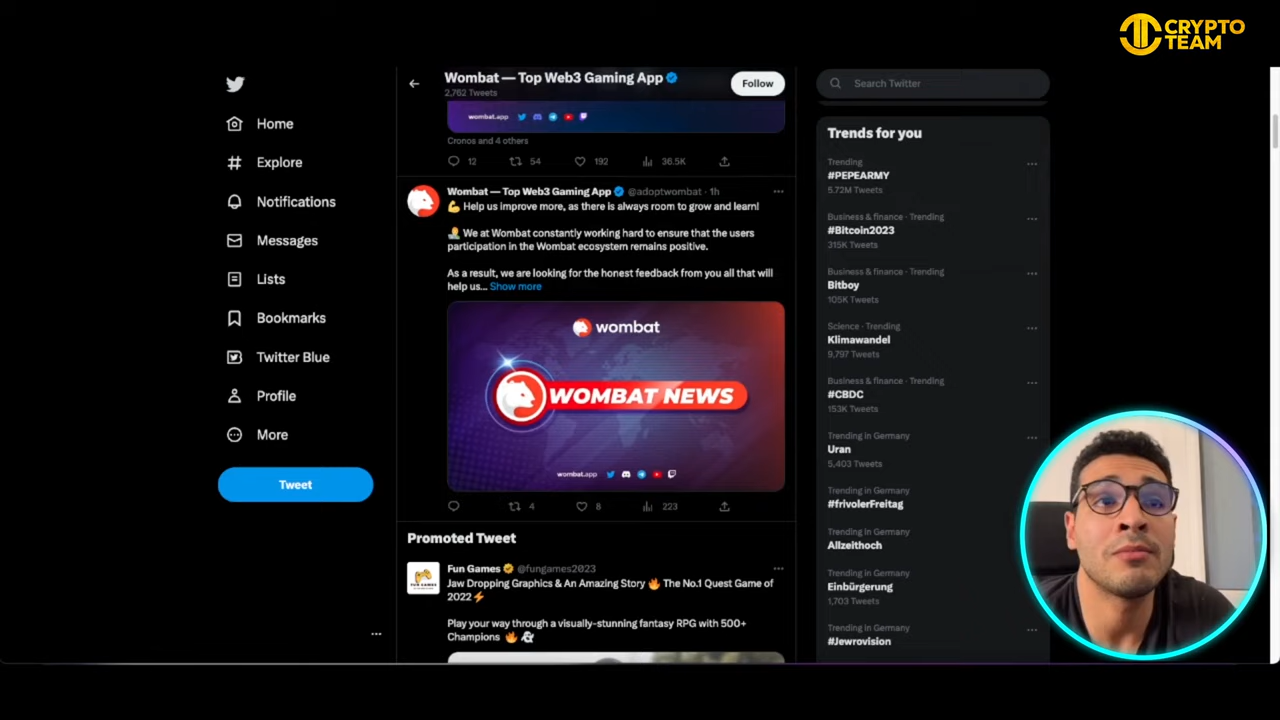 CRYPTO
TEAM
Home
Explore
Notifications
Messages
Lists
Bookmarks
Twitter Blue
Profile
More
Tweet
Wombat — Top Web3 Gaming App
2,762 Tweets
Follow
wombat.app
Cronos and 4 others
12 54 192 36.5K
Wombat — Top Web3 Gaming App @adoptwombat · 1h
💪 Help us improve more, as there is always room to grow and learn!
We at Wombat constantly working hard to ensure that the users
participation in the Wombat ecosystem remains positive.
As a result, we are looking for the honest feedback from you all that will
help us... Show more
wombat
WOMBAT NEWS
wombat.app
4 8 223
Promoted Tweet
Fun Games @fungames2023
FUN GAMES
Jaw Dropping Graphics & An Amazing Story 🔥 The No.1 Quest Game of
2022⚡
Play your way through a visually-stunning fantasy RPG with 500+
Champions 🔥
Search Twitter
Trends for you
Trending
#PEPEARMY
5.72M Tweets
Business & finance · Trending
#Bitcoin2023
315K Tweets
Business & finance · Trending
Bitboy
105K Tweets
Science · Trending
Klimawandel
9,797 Tweets
Business & finance · Trending
#CBDC
153K Tweets
Trending in Germany
Uran
5,403 Tweets
Trending in Germany
#frivolerFreitag
Trending in Germany
Allzeithoch
Trending in Germany
Einbürgerung
1,703 Tweets
Trending in Germany
#Jewrovision